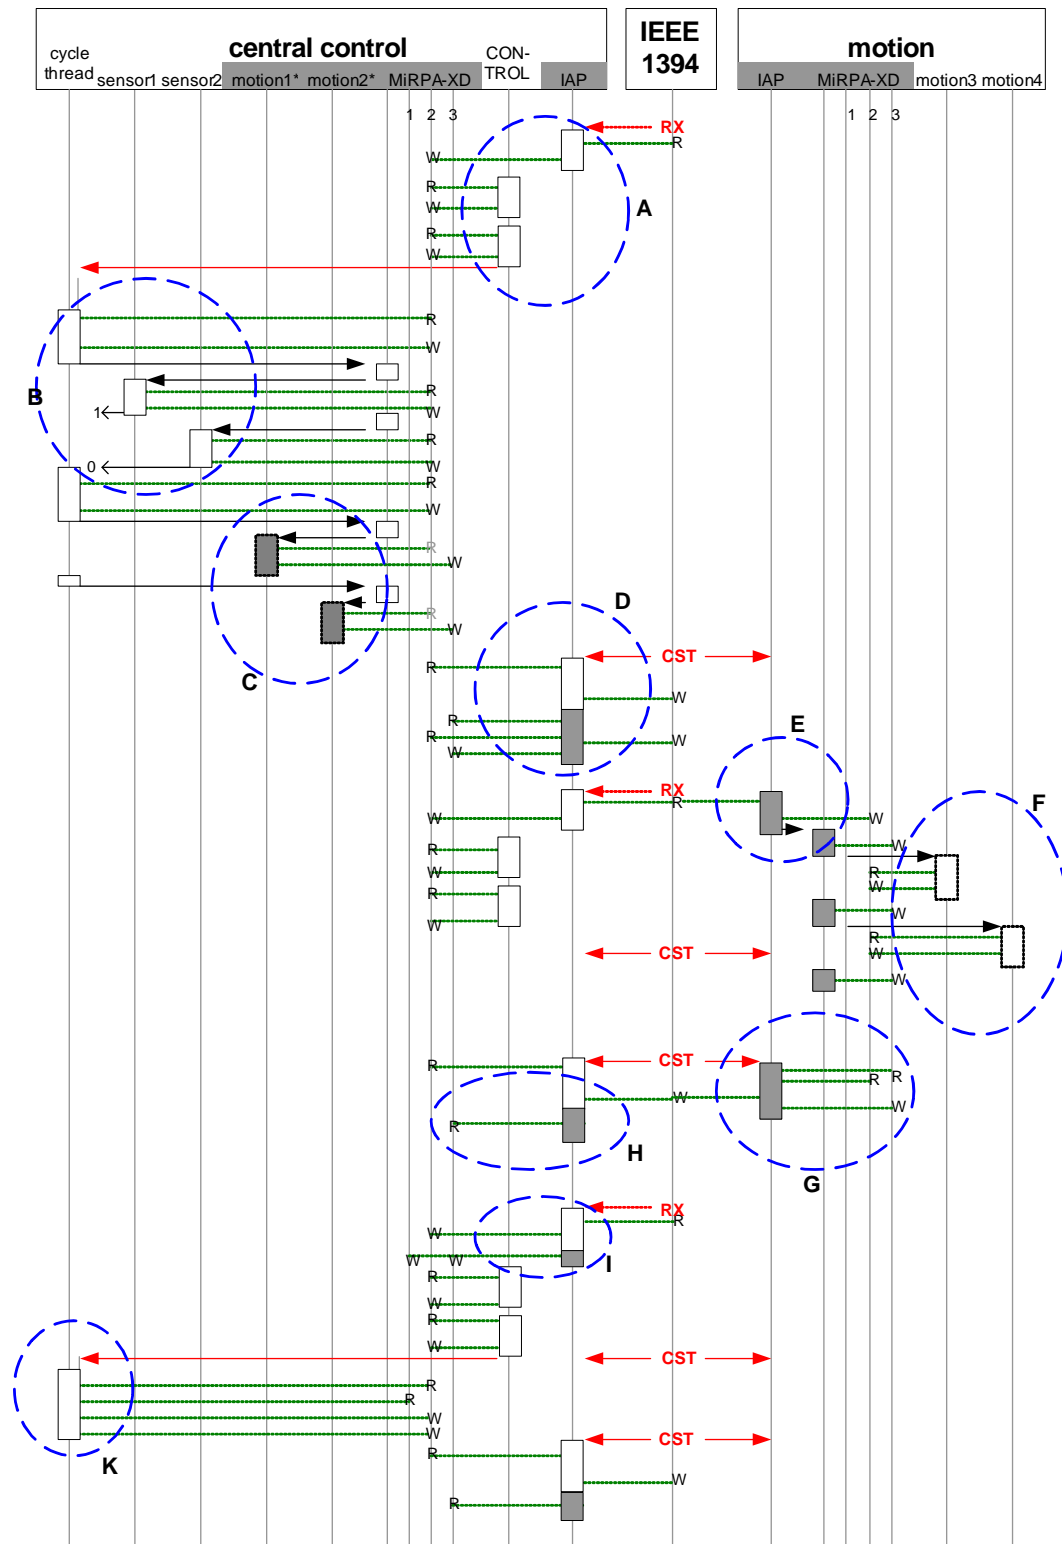 central control
IEEE
1394
motion
cycle
thread
sensor1
sensor2
motion1*
motion2*
MiRPA-XD
CON-
TROL
IAP
IAP
MiRPA-XD
motion3
motion4
1 2 3
1 2 3
RX
R
W
R
A
W
R
W
R
W
B
R
1
W
R
0
W
R
W
R
W
R
D
W
CST
R
C
W
R
R
W
W
E
RX
R
F
W
W
W
R
R
W
W
R
W
W
R
CST
W
W
CST
R
R
R
W
W
R
H
G
RX
R
W
W
W
I
R
W
R
W
CST
R
R
W
W
CST
R
K
W
R